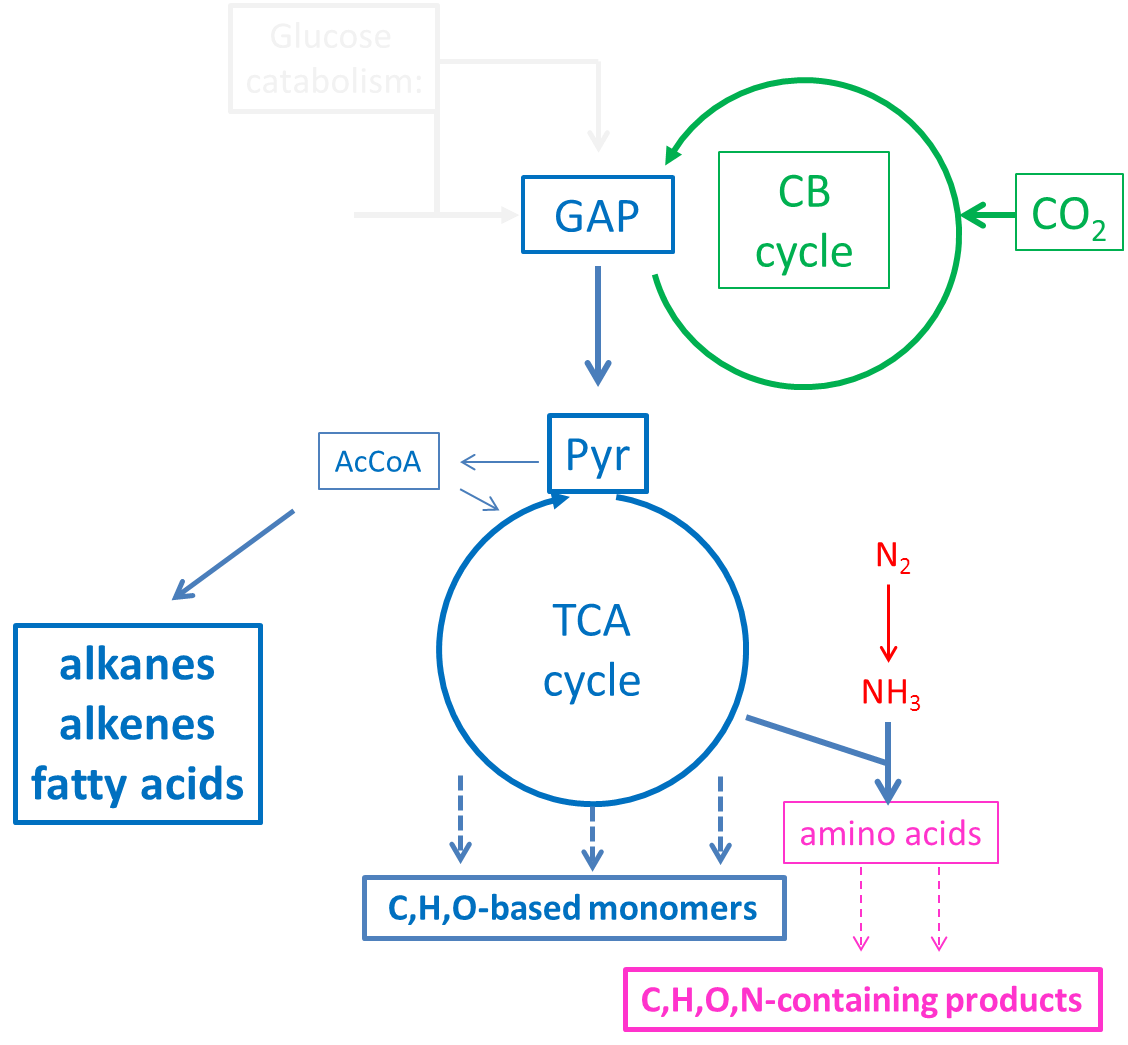 Glucose
catabolism:
GAP
CB
cycle
CO₂
Pyr
AcCoA
TCA
cycle
N₂
NH₃
alkanes
alkenes
fatty acids
amino acids
C,H,O-based monomers
C,H,O,N-containing products